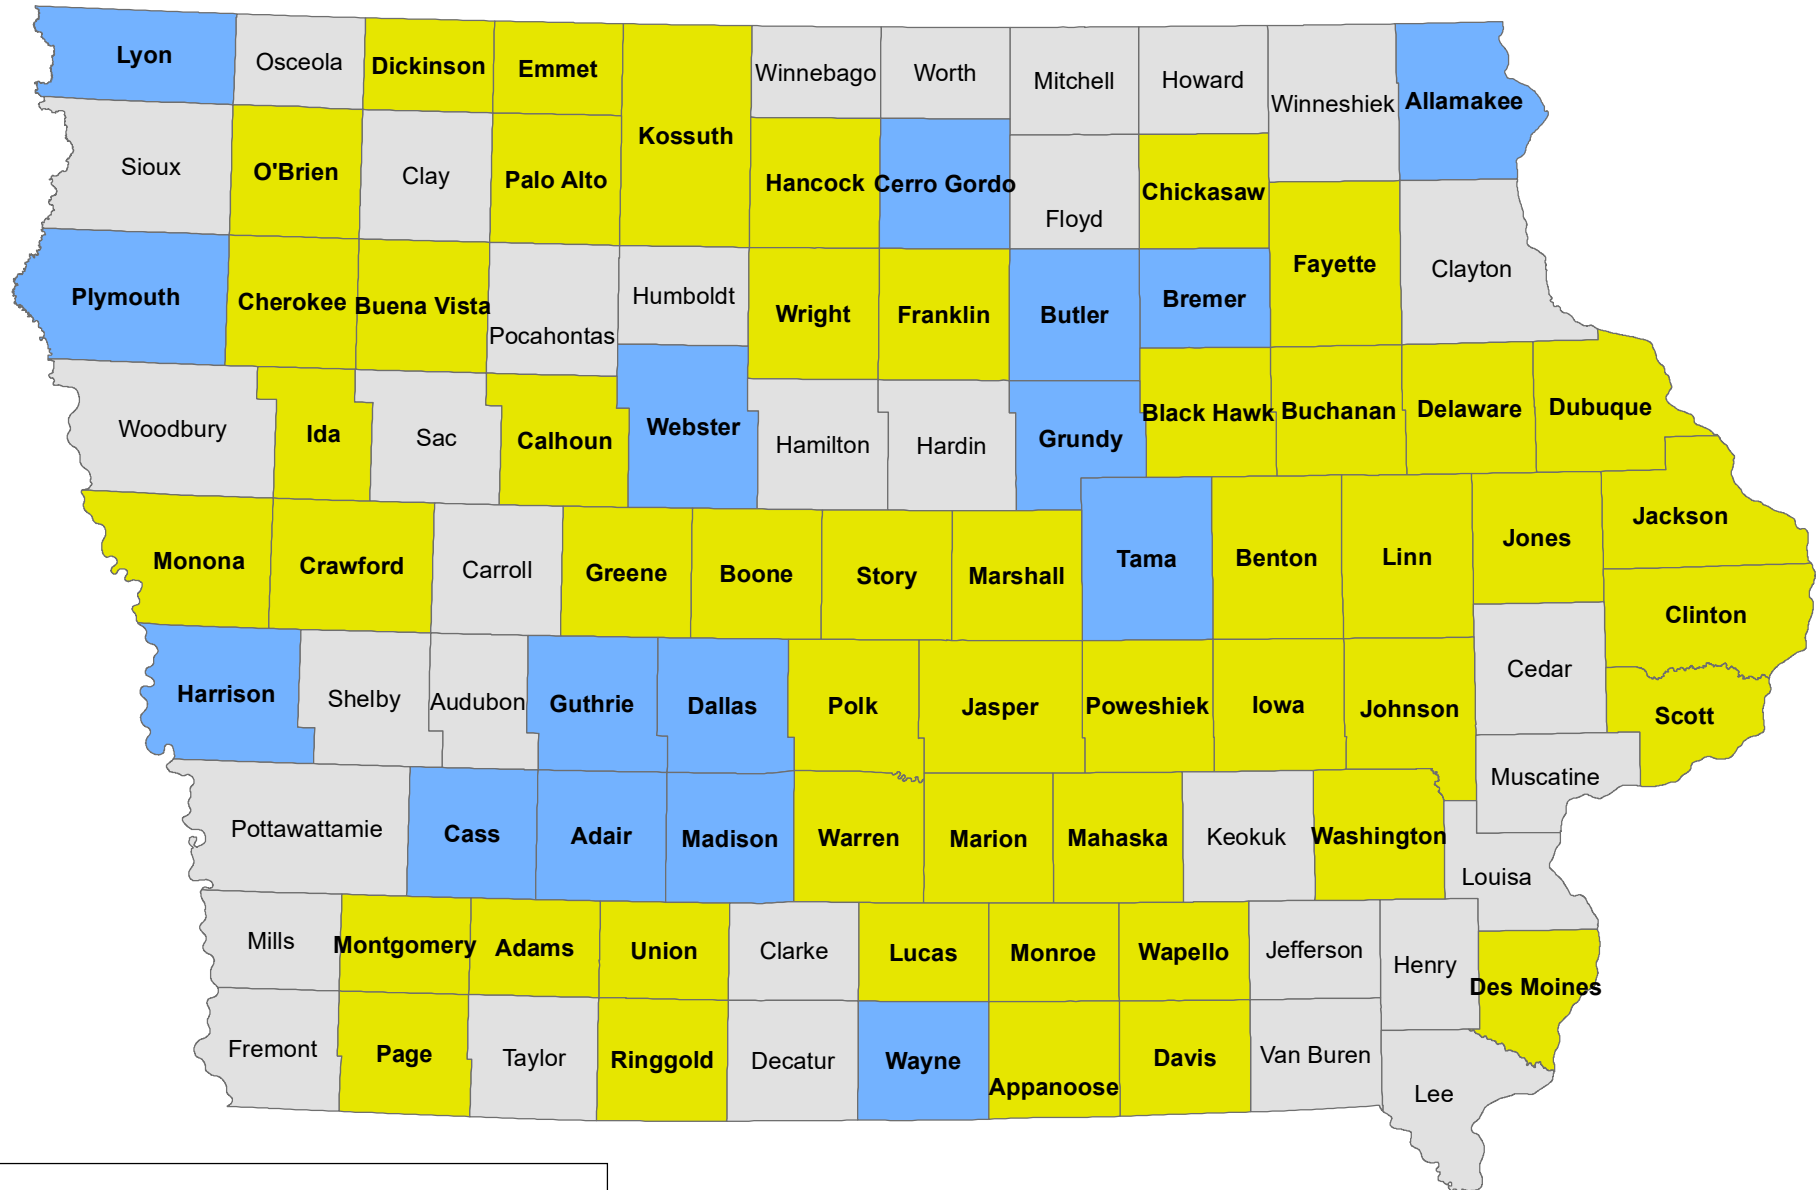 Lyon
Osceola
Dickinson
Emmet
Kossuth
Winnebago
Worth
Mitchell
Howard
Winneshiek
Allamakee
Sioux
O'Brien
Clay
Palo Alto
Hancock
Cerro Gordo
Floyd
Chickasaw
Fayette
Clayton
Plymouth
Cherokee
Buena Vista
Pocahontas
Humboldt
Wright
Franklin
Butler
Bremer
Woodbury
Ida
Sac
Calhoun
Webster
Hamilton
Hardin
Grundy
Black Hawk
Buchanan
Delaware
Dubuque
Monona
Crawford
Carroll
Greene
Boone
Story
Marshall
Tama
Benton
Linn
Jones
Jackson
Clinton
Harrison
Shelby
Audubon
Guthrie
Dallas
Polk
Jasper
Poweshiek
Iowa
Johnson
Cedar
Scott
Muscatine
Pottawattamie
Cass
Adair
Madison
Warren
Marion
Mahaska
Keokuk
Washington
Louisa
Mills
Montgomery
Adams
Union
Clarke
Lucas
Monroe
Wapello
Jefferson
Henry
Des Moines
Fremont
Page
Taylor
Ringgold
Decatur
Wayne
Appanoose
Davis
Van Buren
Lee